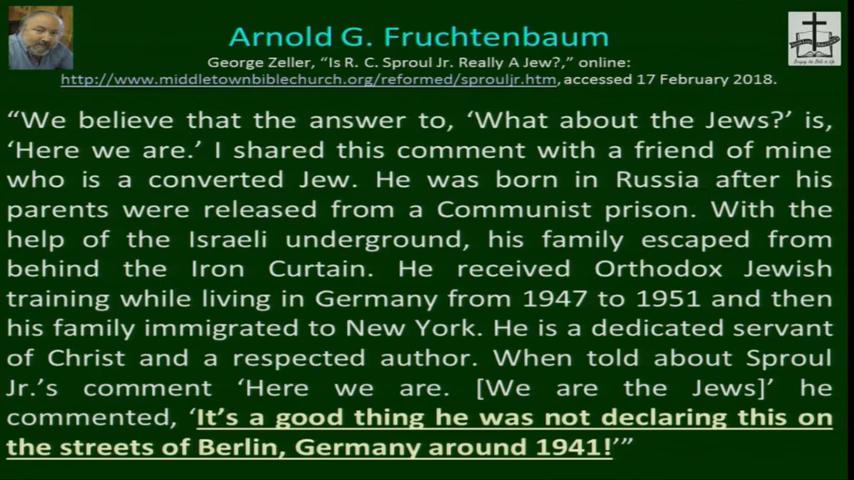 Arnold G. Fruchtenbaum
George Zeller, “Is R. C. Sproul Jr. Really A Jew?,” online:
http://www.middletownbiblechurch.org/reformed/sprouljr.htm, accessed 17 February 2018.
“We believe that the answer to, ‘What about the Jews?’ is,
‘Here we are.’ I shared this comment with a friend of mine
who is a converted Jew. He was born in Russia after his
parents were released from a Communist prison. With the
help of the Israeli underground, his family escaped from
behind the Iron Curtain. He received Orthodox Jewish
training while living in Germany from 1947 to 1951 and then
his family immigrated to New York. He is a dedicated servant
of Christ and a respected author. When told about Sproul
Jr.’s comment ‘Here we are. [We are the Jews]’ he
commented, ‘It’s a good thing he was not declaring this on
the streets of Berlin, Germany around 1941!’”